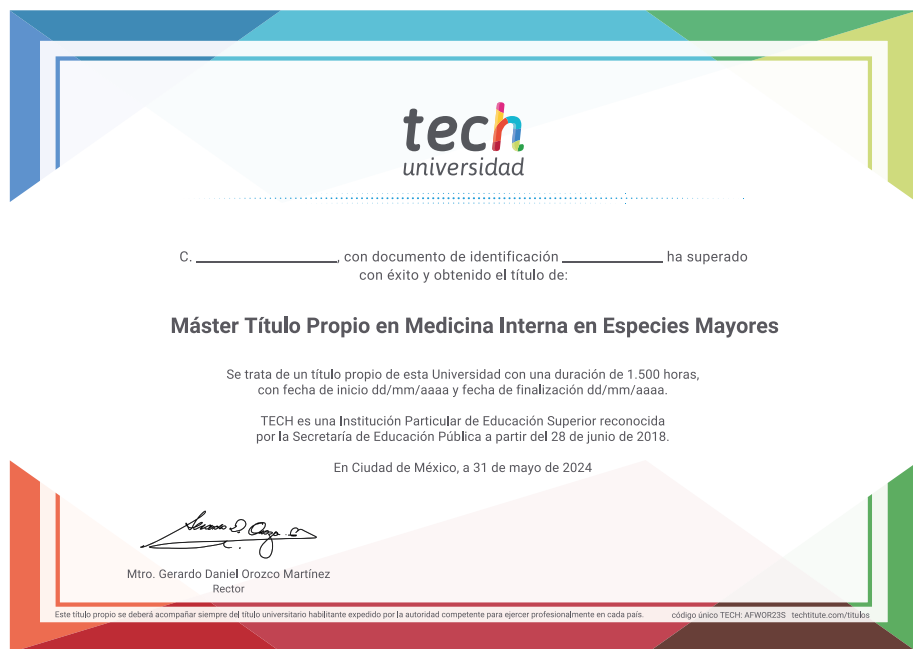 tech
universidad
C. ____________________, con documento de identificación ______________ ha superado
con éxito y obtenido el título de:
Máster Título Propio en Medicina Interna en Especies Mayores
Se trata de un título propio de esta Universidad con una duración de 1.500 horas,
con fecha de inicio dd/mm/aaaa y fecha de finalización dd/mm/aaaa.
TECH es una Institución Particular de Educación Superior reconocida
por la Secretaría de Educación Pública a partir del 28 de junio de 2018.
En Ciudad de México, a 31 de mayo de 2024
Mtro. Gerardo Daniel Orozco Martínez
Rector
Este título propio se deberá acompañar siempre del título universitario habilitante expedido por la autoridad competente para ejercer profesionalmente en cada país. código único TECH: AFWOR23S techtitute.com/titulos